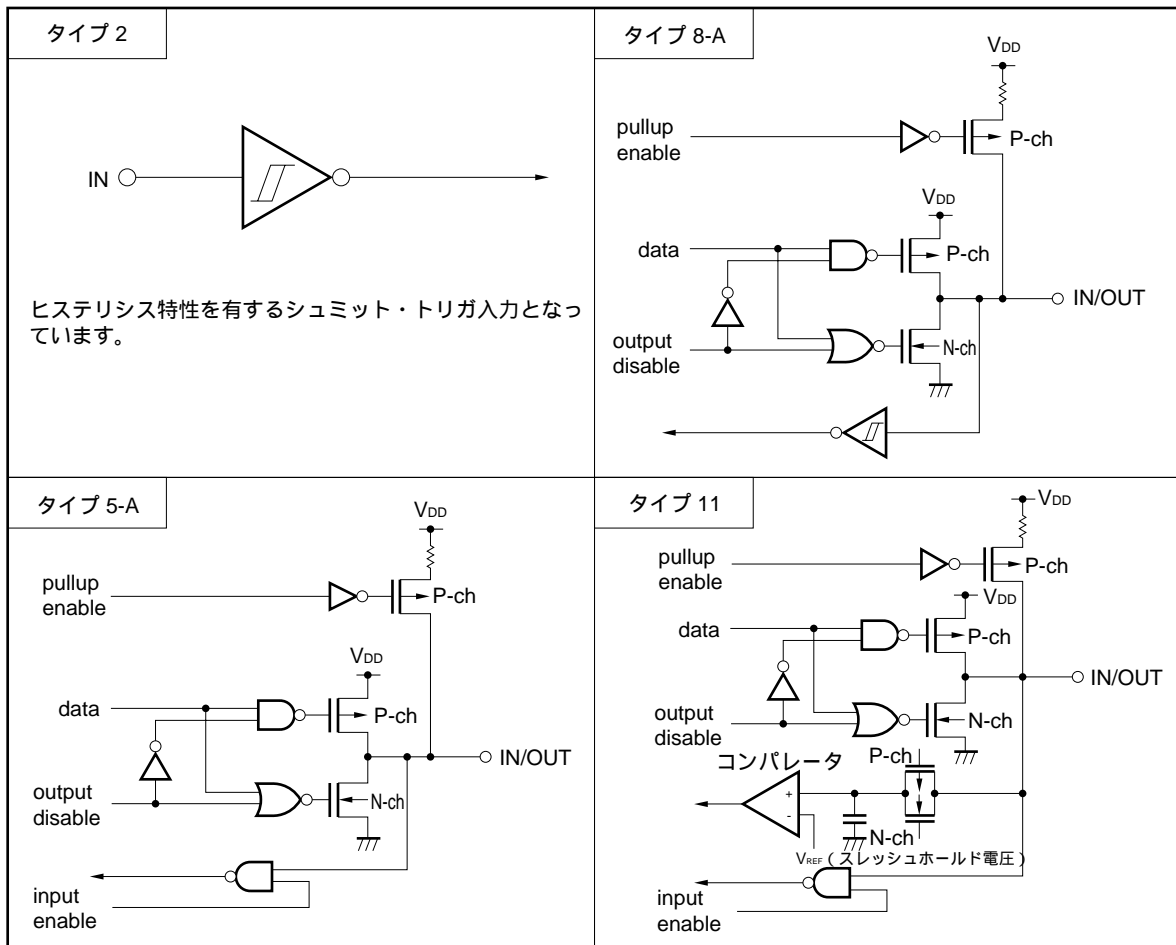 タイプ 2
IN
ヒステリシス特性を有するシュミット・トリガ入力となっ
ています。
タイプ 8-A
VDD
pullup
enable
P-ch
VDD
data
P-ch
IN/OUT
output
disable
N-ch
タイプ 5-A
VDD
pullup
enable
P-ch
VDD
data
P-ch
IN/OUT
output
disable
N-ch
input
enable
タイプ 11
VDD
pullup
enable
P-ch
VDD
data
P-ch
IN/OUT
output
disable
N-ch
コンパレータ
P-ch
+
-
N-ch
VREF(スレッシュホールド電圧)
input
enable